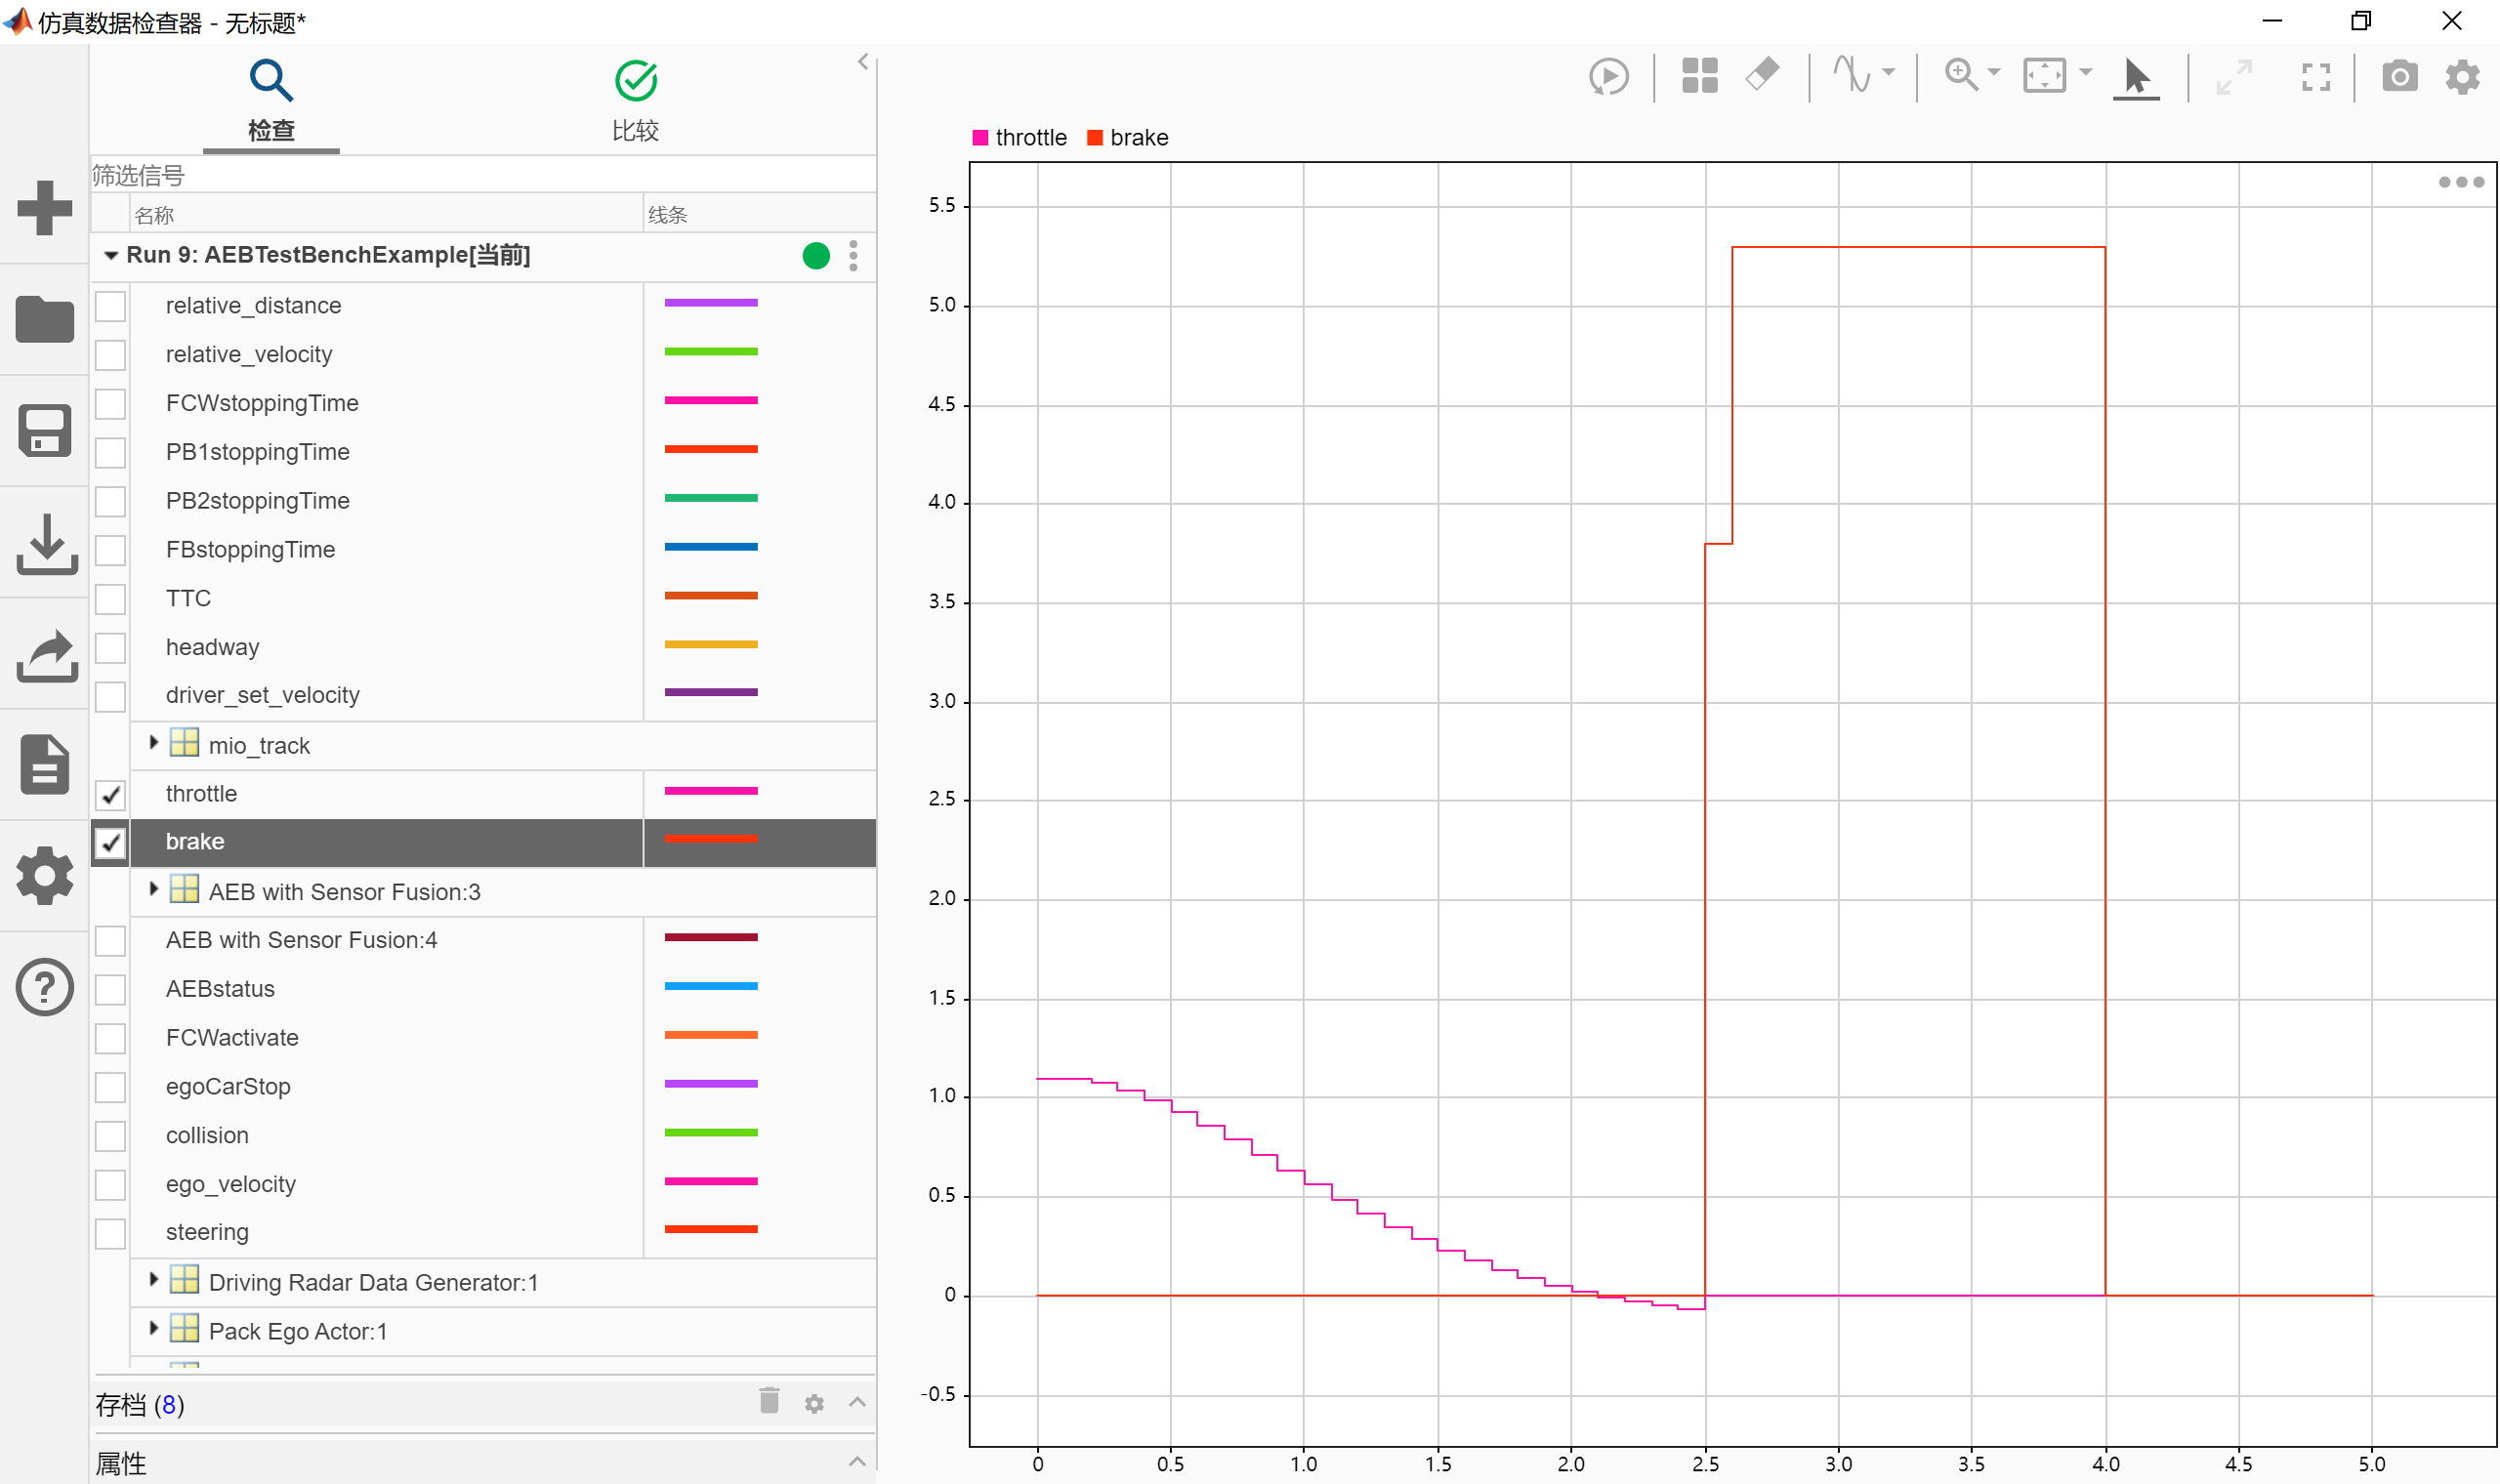 仿真数据检查器 - 无标题*
检查
比较
筛选信号
名称
线条
Run 9: AEBTestBenchExample[当前]
relative_distance
relative_velocity
FCWstoppingTime
PB1stoppingTime
PB2stoppingTime
FBstoppingTime
TTC
headway
driver_set_velocity
mio_track
throttle
brake
AEB with Sensor Fusion:3
AEB with Sensor Fusion:4
AEBstatus
FCWactivate
egoCarStop
collision
ego_velocity
steering
Driving Radar Data Generator:1
Pack Ego Actor:1
存档 (8)
属性
throttle brake
5.5
5.0
4.5
4.0
3.5
3.0
2.5
2.0
1.5
1.0
0.5
0
-0.5
0 0.5 1.0 1.5 2.0 2.5 3.0 3.5 4.0 4.5 5.0